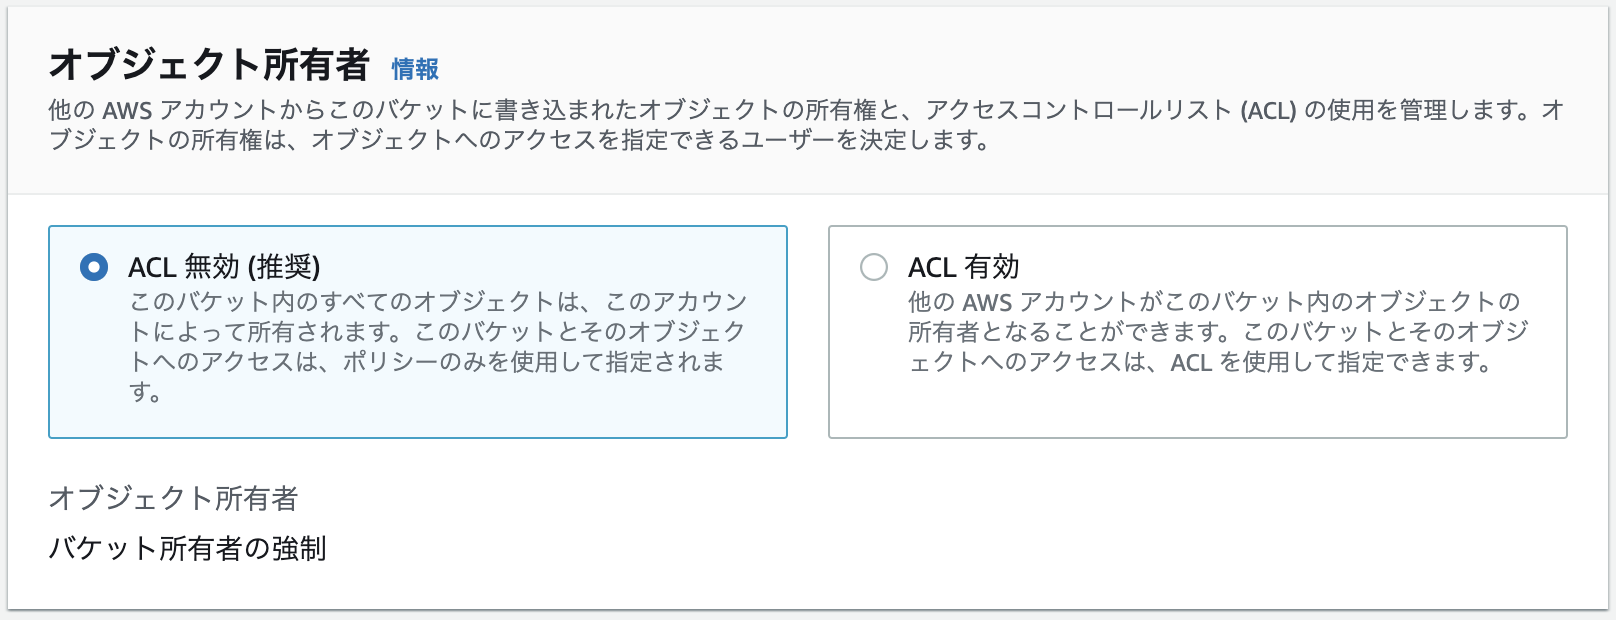 オブジェクト所有者 情報
他の AWS アカウントからこのバケットに書き込まれたオブジェクトの所有権と、アクセスコントロールリスト (ACL) の使用を管理します。オ
ブジェクトの所有権は、オブジェクトへのアクセスを指定できるユーザーを決定します。
ACL 無効 (推奨)
このバケット内のすべてのオブジェクトは、このアカウン
トによって所有されます。このバケットとそのオブジェク
トへのアクセスは、ポリシーのみを使用して指定されま
す。
ACL 有効
他の AWS アカウントがこのバケット内のオブジェクトの
所有者となることができます。このバケットとそのオブジ
ェクトへのアクセスは、ACL を使用して指定できます。
オブジェクト所有者
バケット所有者の強制